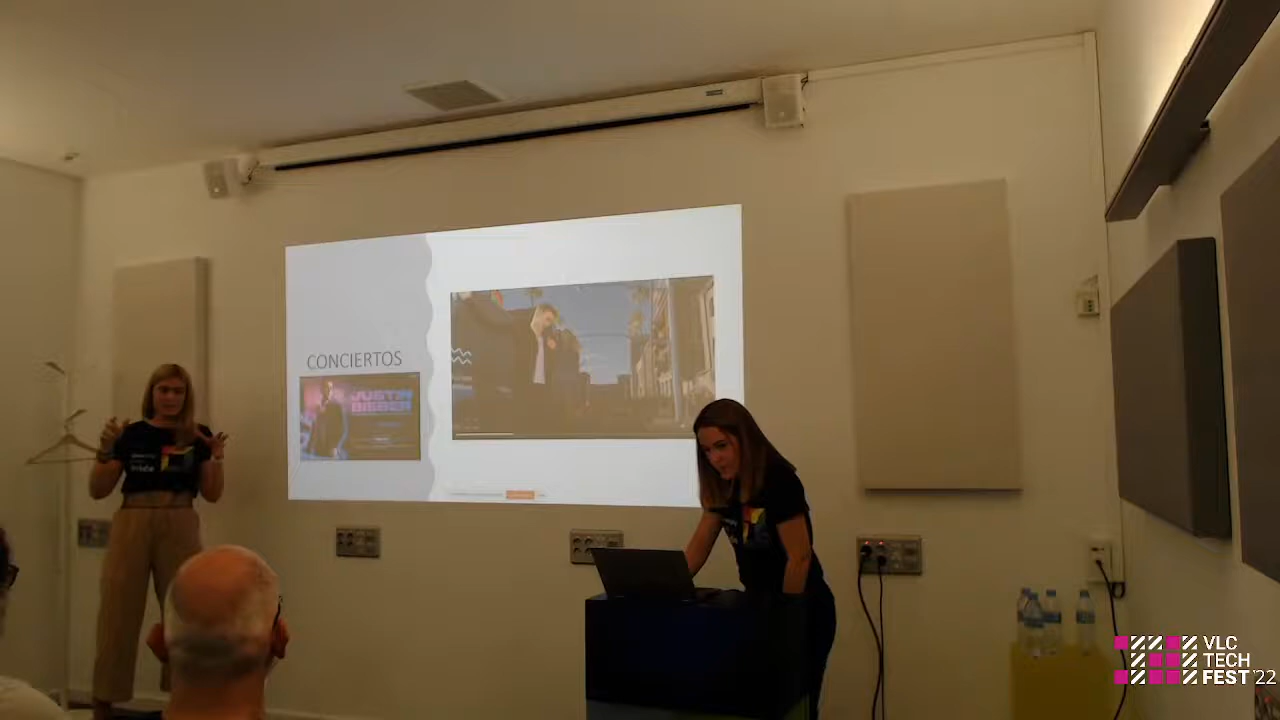 CONCIERTOS
JUSTIN
BIEBER
VLC
TECH
FEST'22